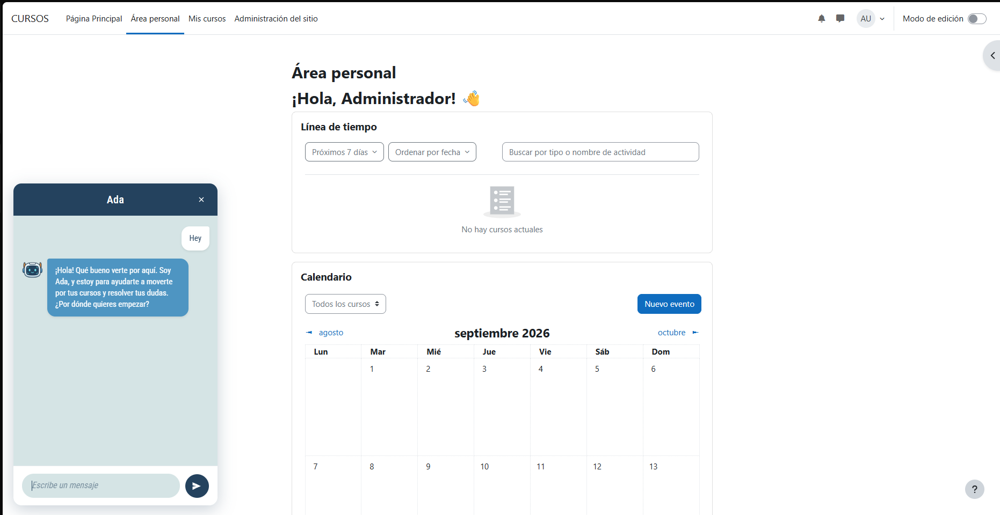 CURSOS Página Principal Área personal Mis cursos Administración del sitio AU Modo de edición
Área personal
¡Hola, Administrador!
Línea de tiempo
Próximos 7 días Ordenar por fecha Buscar por tipo o nombre de actividad
No hay cursos actuales
Ada ×
Hey
¡Hola! Qué bueno verte por aquí. Soy
Ada, y estoy para ayudarte a moverte
por tus cursos y resolver tus dudas.
¿Por dónde quieres empezar?
Escribe un mensaje
Calendario
Todos los cursos Nuevo evento
agosto septiembre 2026 octubre
Lun Mar Mié Jue Vie Sáb Dom
1 2 3 4 5 6
7 8 9 10 11 12 13
?